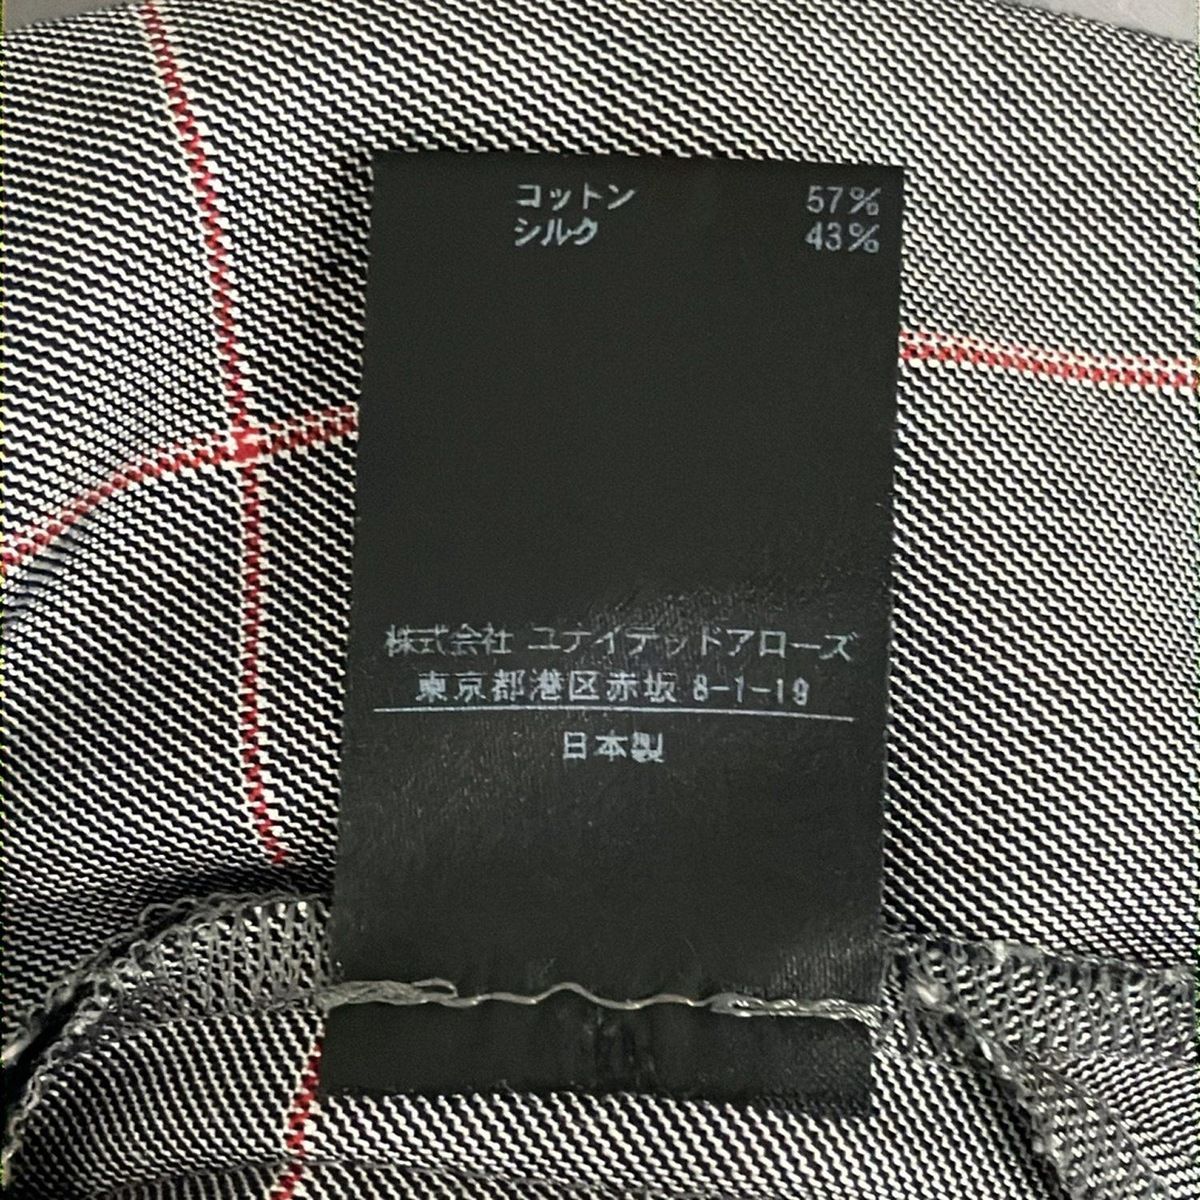 コットン 57%
シルク 43%
株式会社 ユナイテッドアローズ
東京都港区赤坂 8-1-19
日本製